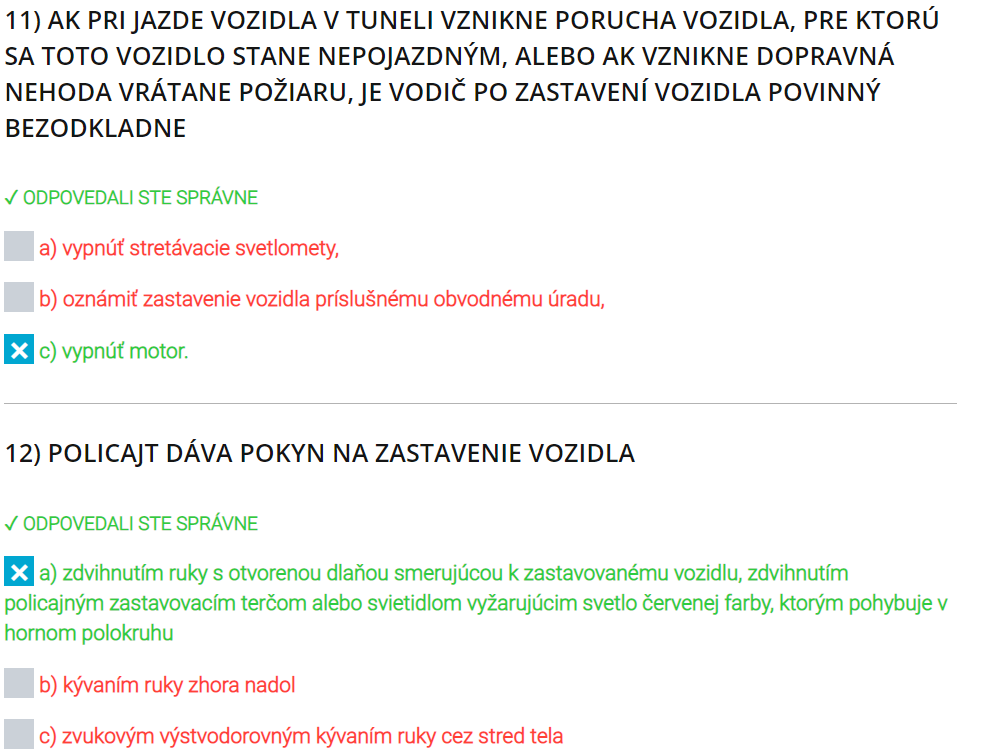 11) AK PRI JAZDE VOZIDLA V TUNELI VZNIKNE PORUCHA VOZIDLA, PRE KTORÚ
SA TOTO VOZIDLO STANE NEPOJAZDNÝM, ALEBO AK VZNIKNE DOPRAVNÁ
NEHODA VRÁTANE POŽIARU, JE VODIČ PO ZASTAVENÍ VOZIDLA POVINNÝ
BEZODKLADNE
✓ ODPOVEDALI STE SPRÁVNE
a) vypnúť stretávacie svetlomety,
b) oznámiť zastavenie vozidla príslušnému obvodnému úradu,
c) vypnúť motor.
12) POLICAJT DÁVA POKYN NA ZASTAVENIE VOZIDLA
✓ ODPOVEDALI STE SPRÁVNE
a) zdvihnutím ruky s otvorenou dlaňou smerujúcou k zastavovanému vozidlu, zdvihnutím
policajným zastavovacím terčom alebo svietidlom vyžarujúcim svetlo červenej farby, ktorým pohybuje v
hornom polokruhu
b) kývaním ruky zhora nadol
c) zvukovým výstvodorovným kývaním ruky cez stred tela